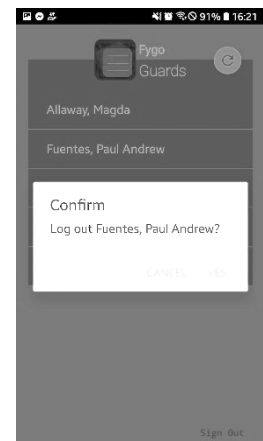 91% 16:21
Fygo
Guards
Allaway, Magda
Fuentes, Paul Andrew
Confirm
Log out Fuentes, Paul Andrew?
CANCEL YES
Sign Out